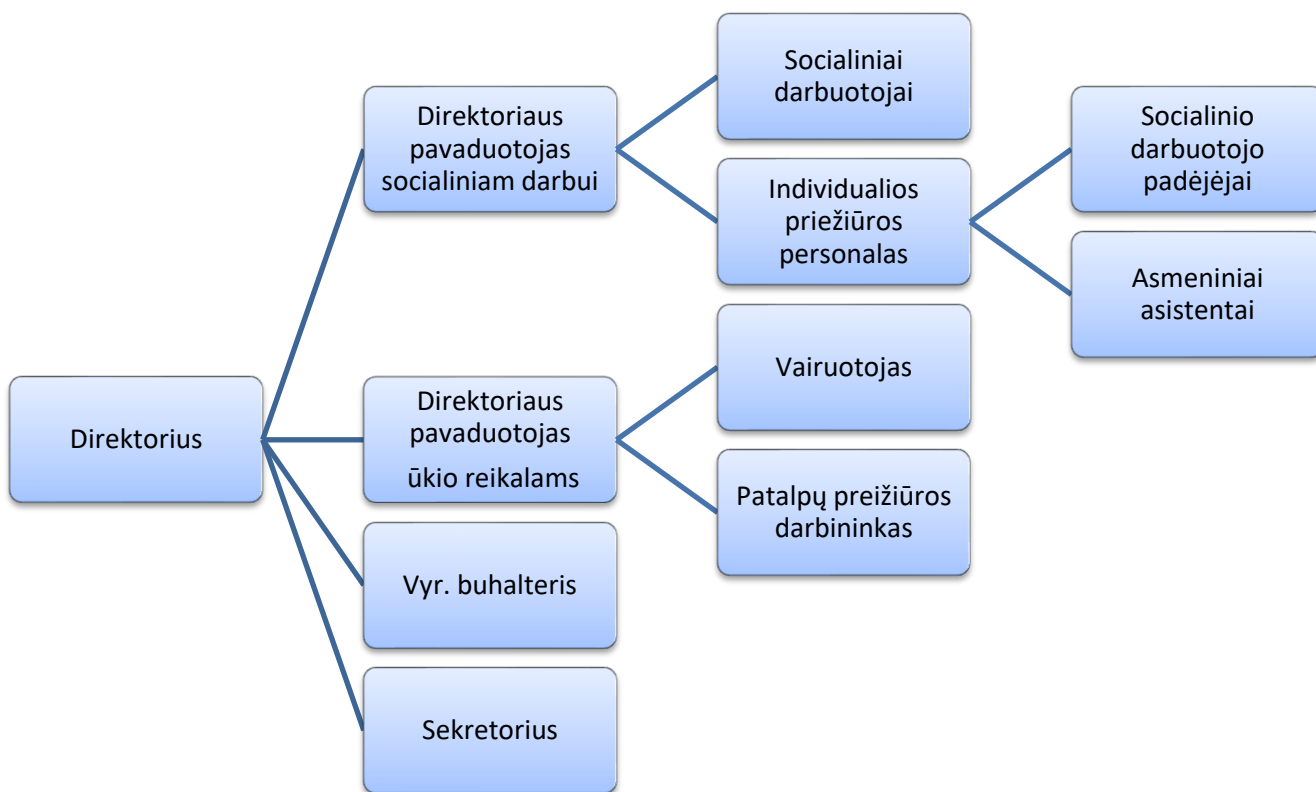 Direktorius
Direktoriaus
pavaduotojas
socialiniam darbui
Socialiniai
darbuotojai
Individualios
priežiūros
personalas
Socialinio
darbuotojo
padėjėjai
Asmeniniai
asistentai
Direktoriaus
pavaduotojas
ūkio reikalams
Vairuotojas
Patalpų preižiūros
darbininkas
Vyr. buhalteris
Sekretorius